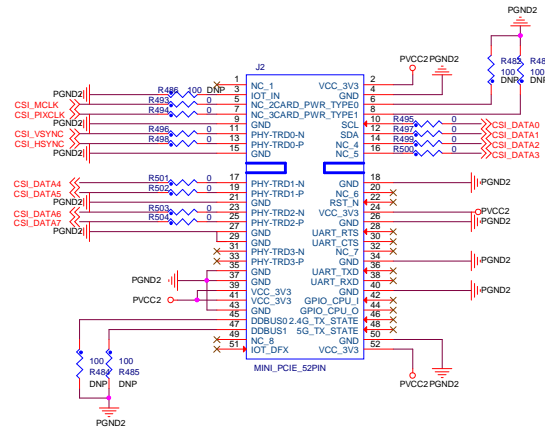 PGND2
J2
PVCC2 PGND2
R482 R48
100 100
DNP DNP
1 NC_1 VCC_3V3 2
PGND2 R486 100 DNP 3 IOT_IN GND 4
CSI_MCLK R493 0 5 NC_2 CARD_PWR_TYPE0 6
CSI_PIXCLK R494 0 7 NC_3 CARD_PWR_TYPE1 8
PGND2 9 GND SCL 10 R495 0 CSI_DATA0
CSI_VSYNC R496 0 11 PHY-TRD0-N SDA 12 R497 0 CSI_DATA1
CSI_HSYNC R498 0 13 PHY-TRD0-P NC_4 14 R499 0 CSI_DATA2
PGND2 15 GND NC_5 16 R500 0 CSI_DATA3
CSI_DATA4 R501 0 17 PHY-TRD1-N GND 18 PGND2
CSI_DATA5 R502 0 19 PHY-TRD1-P NC_6 20
PGND2 21 GND RST_N 22
CSI_DATA6 R503 0 23 PHY-TRD2-N VCC_3V3 24 PVCC2
CSI_DATA7 R504 0 25 PHY-TRD2-P GND 26 PGND2
PGND2 27 GND UART_RTS 28
29 GND UART_CTS 30
31 PHY-TRD3-N NC_7 32
33 PHY-TRD3-P GND 34 PGND2
35 GND UART_TXD 36
PGND2 37 GND UART_RXD 38
39 VCC_3V3 GND 40 PGND2
PVCC2 41 VCC_3V3 GPIO_CPU_I 42
43 GND GPIO_CPU_O 44
45 DDBUS0 2.4G_TX_STATE 46
47 DDBUS1 5G_TX_STATE 48
49 NC_8 GND 50
51 IOT_DFX VCC_3V3 52
100 100
R484 R485
DNP DNP
MINI_PCIE_52PIN
PVCC2 PGND2
PGND2